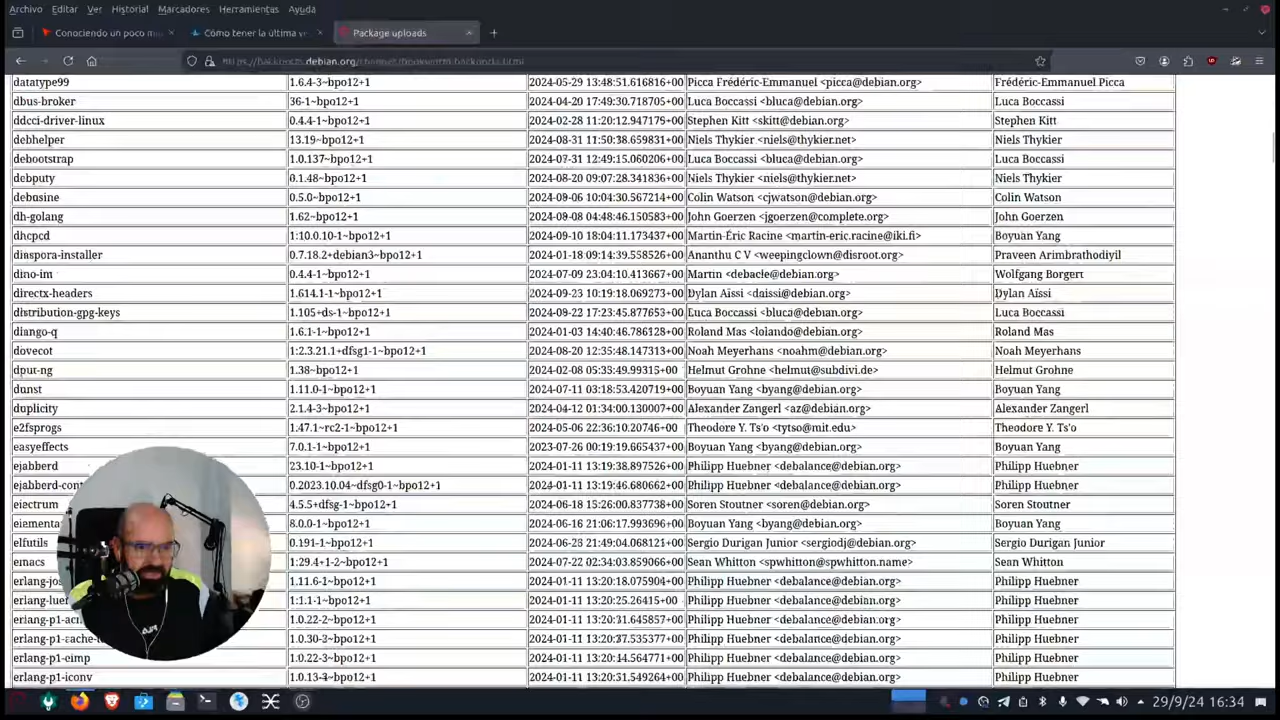 Archivo Editar Ver Historial Marcadores Herramientas Ayuda
Conociendo un poco m
Cómo tener la última ve
Package uploads
datatype99 1.6.4-3~bpo12+1 2024-05-29 13:48:51.616816+00 Picca Frédéric-Emmanuel <picca@debian.org> Frédéric-Emmanuel Picca
dbus-broker 36-1~bpo12+1 2024-04-20 17:49:30.718705+00 Luca Boccassi <bluca@debian.org> Luca Boccassi
ddcci-driver-linux 0.4.4-1~bpo12+1 2024-02-28 11:20:12.947179+00 Stephen Kitt <skitt@debian.org> Stephen Kitt
debhelper 13.19~bpo12+1 2024-08-31 11:50:38.659831+00 Niels Thykier <niels@thykier.net> Niels Thykier
debootstrap 1.0.137~bpo12+1 2024-07-31 12:49:15.060206+00 Luca Boccassi <bluca@debian.org> Luca Boccassi
debputy 0.1.48~bpo12+1 2024-08-20 09:07:28.341836+00 Niels Thykier <niels@thykier.net> Niels Thykier
debusine 0.5.0~bpo12+1 2024-09-06 10:04:30.567214+00 Colin Watson <cjwatson@debian.org> Colin Watson
dh-golang 1.62~bpo12+1 2024-09-08 04:48:46.150583+00 John Goerzen <jgoerzen@complete.org> John Goerzen
dhcpcd 1:10.0.10-1~bpo12+1 2024-09-10 18:04:11.173437+00 Martin-Éric Racine <martin-eric.racine@iki.fi> Boyuan Yang
diaspora-installer 0.7.18.2+debian3~bpo12+1 2024-01-18 09:14:39.558526+00 Ananthu C V <weepingclown@disroot.org> Praveen Arimbrathodiyil
dino-im 0.4.4-1~bpo12+1 2024-07-09 23:04:10.413667+00 Martin <debacle@debian.org> Wolfgang Borgert
directx-headers 1.614.1-1~bpo12+1 2024-09-23 10:19:18.069273+00 Dylan Aïssi <daissi@debian.org> Dylan Aïssi
distribution-gpg-keys 1.105+ds-1~bpo12+1 2024-09-22 17:23:45.877653+00 Luca Boccassi <bluca@debian.org> Luca Boccassi
django-q 1.6.1-1~bpo12+1 2024-01-03 14:40:46.786128+00 Roland Mas <lolando@debian.org> Roland Mas
dovecot 1:2.3.21.1+dfsg1-1~bpo12+1 2024-08-20 12:35:48.147313+00 Noah Meyerhans <noahm@debian.org> Noah Meyerhans
dput-ng 1.38~bpo12+1 2024-02-08 05:33:49.99315+00 Helmut Grohne <helmut@subdivi.de> Helmut Grohne
dunst 1.11.0-1~bpo12+1 2024-07-11 03:18:53.420719+00 Boyuan Yang <byang@debian.org> Boyuan Yang
duplicity 2.1.4-3~bpo12+1 2024-04-12 01:34:00.130007+00 Alexander Zangerl <az@debian.org> Alexander Zangerl
e2fsprogs 1.47.1~rc2-1~bpo12+1 2024-05-06 22:36:10.20746+00 Theodore Y. Ts'o <tytso@mit.edu> Theodore Y. Ts'o
easyeffects 7.0.1-1~bpo12+1 2023-07-26 00:19:19.665437+00 Boyuan Yang <byang@debian.org> Boyuan Yang
ejabberd 23.10-1~bpo12+1 2024-01-11 13:19:38.897526+00 Philipp Huebner <debalance@debian.org> Philipp Huebner
ejabberd-con 0.2023.10.04~dfsg0-1~bpo12+1 2024-01-11 13:19:46.680662+00 Philipp Huebner <debalance@debian.org> Philipp Huebner
electrum 4.5.5+dfsg-1~bpo12+1 2024-06-18 15:26:00.837738+00 Soren Stoutner <soren@debian.org> Soren Stoutner
elementa 8.0.0-1~bpo12+1 2024-06-16 21:06:17.993696+00 Boyuan Yang <byang@debian.org> Boyuan Yang
elfutils 0.191-1~bpo12+1 2024-06-23 21:49:04.068121+00 Sergio Durigan Junior <sergiodj@debian.org> Sergio Durigan Junior
emacs 1:29.4+1-2~bpo12+1 2024-07-22 02:34:03.859066+00 Sean Whitton <spwhitton@spwhitton.name> Sean Whitton
erlang-jos 1.11.6-1~bpo12+1 2024-01-11 13:20:18.075904+00 Philipp Huebner <debalance@debian.org> Philipp Huebner
erlang-luer 1:1.1-1~bpo12+1 2024-01-11 13:20:25.26415+00 Philipp Huebner <debalance@debian.org> Philipp Huebner
erlang-p1-acm 1.0.22-2~bpo12+1 2024-01-11 13:20:31.645857+00 Philipp Huebner <debalance@debian.org> Philipp Huebner
erlang-p1-cache-t 1.0.30-2~bpo12+1 2024-01-11 13:20:37.535377+00 Philipp Huebner <debalance@debian.org> Philipp Huebner
erlang-p1-eimp 1.0.22-3~bpo12+1 2024-01-11 13:20:14.564771+00 Philipp Huebner <debalance@debian.org> Philipp Huebner
erlang-p1-iconv 1.0.13-3~bpo12+1 2024-01-11 13:20:31.549264+00 Philipp Huebner <debalance@debian.org> Philipp Huebner
29/9/24 16:34